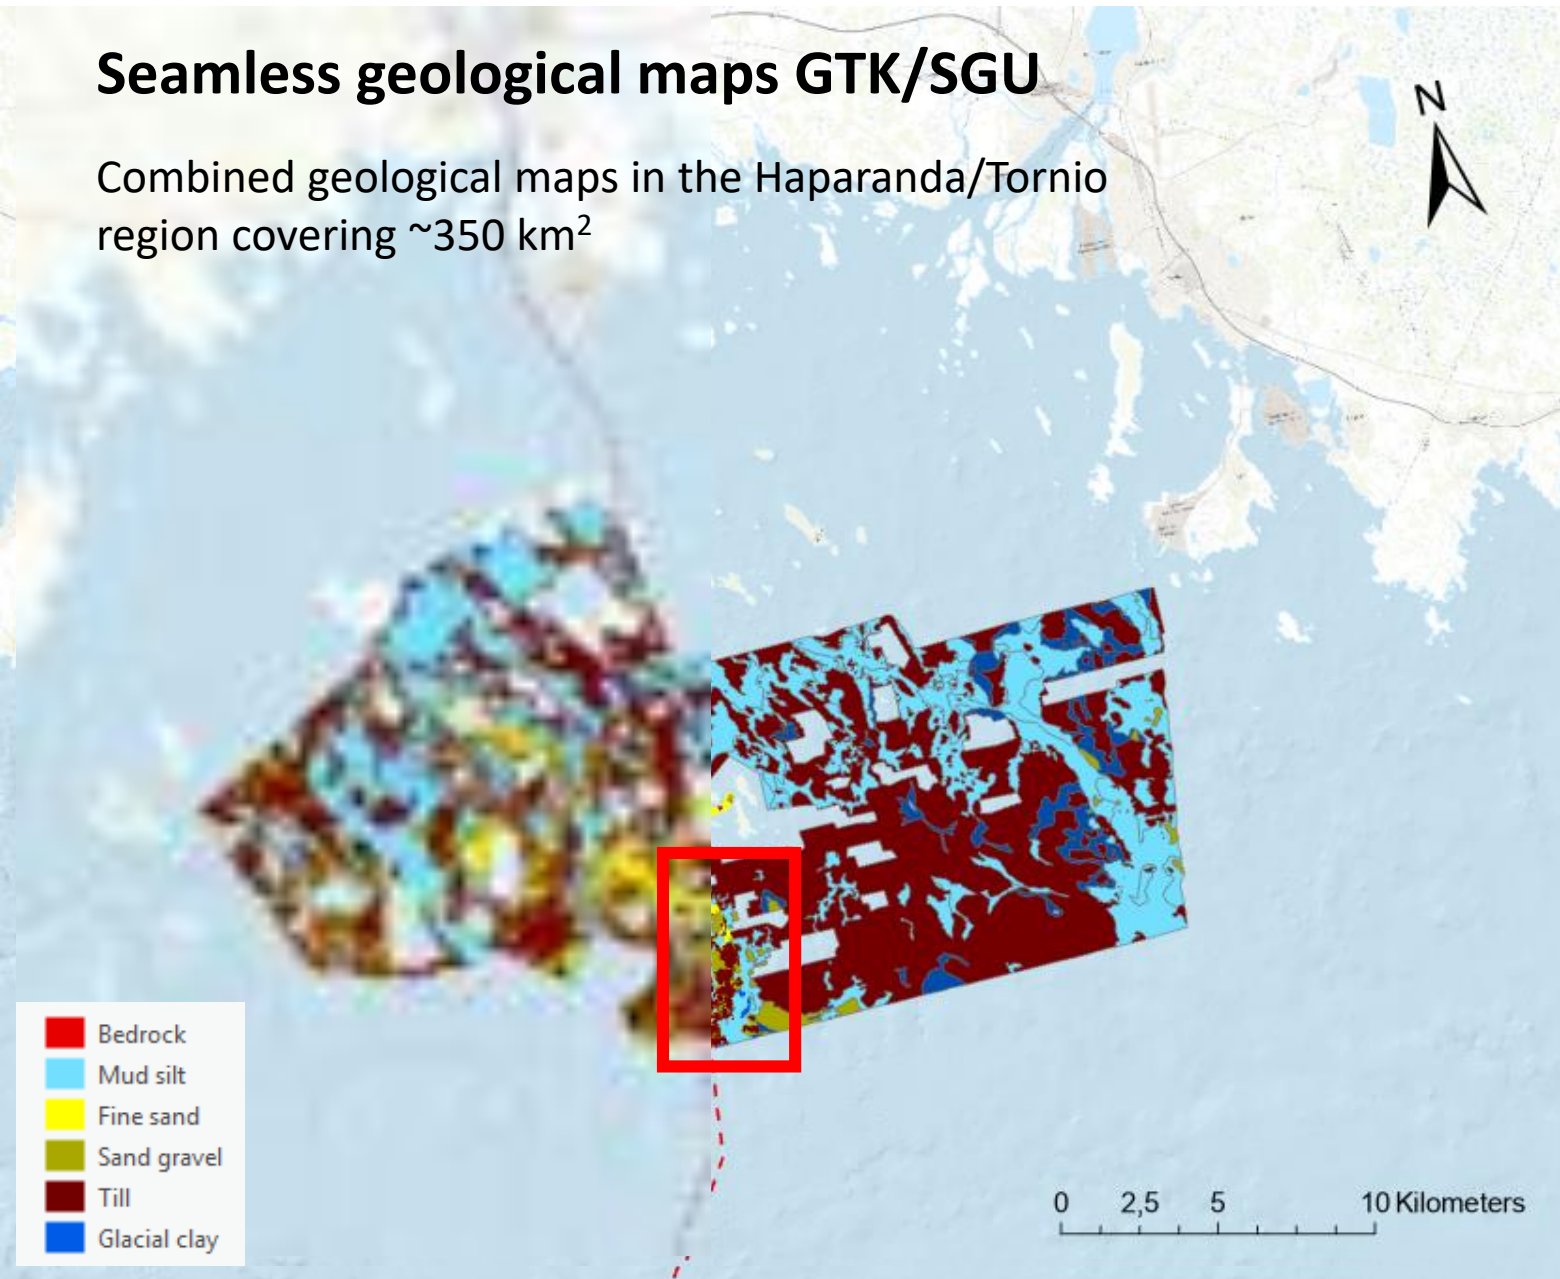 Seamless geological maps GTK/SGU
Combined geological maps in the Haparanda/Tornio
region covering ~350 km²
N
Bedrock
Mud silt
Fine sand
Sand gravel
Till
Glacial clay
0 2,5 5 10 Kilometers